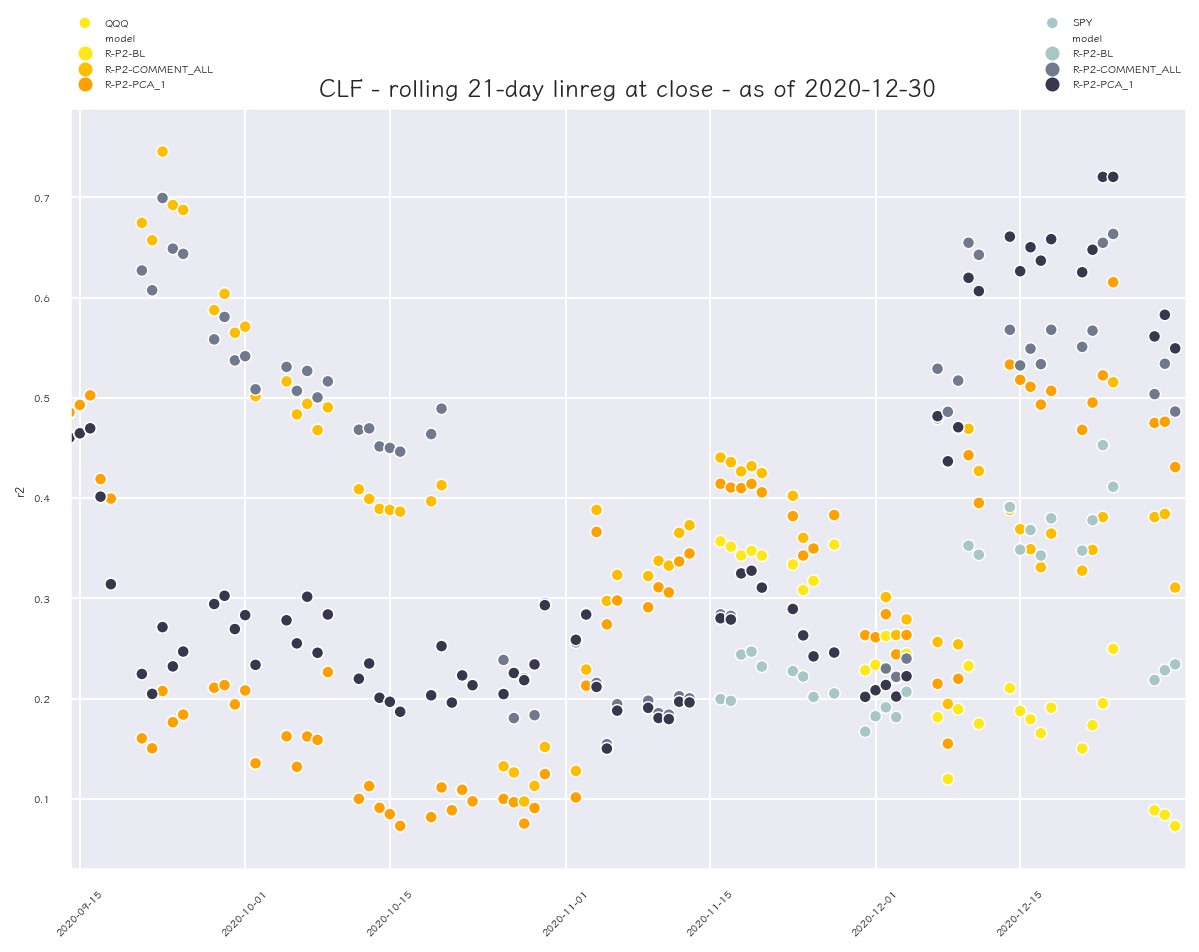 QQQ
model
R-P2-BL
R-P2-COMMENT_ALL
R-P2-PCA_1
SPY
model
R-P2-BL
R-P2-COMMENT_ALL
R-P2-PCA_1
CLF - rolling 21-day linreg at close - as of 2020-12-30
0.7
0.6
0.5
0.4
0.3
0.2
0.1
r2
2020-09-15
2020-10-01
2020-10-15
2020-11-01
2020-11-15
2020-12-01
2020-12-15